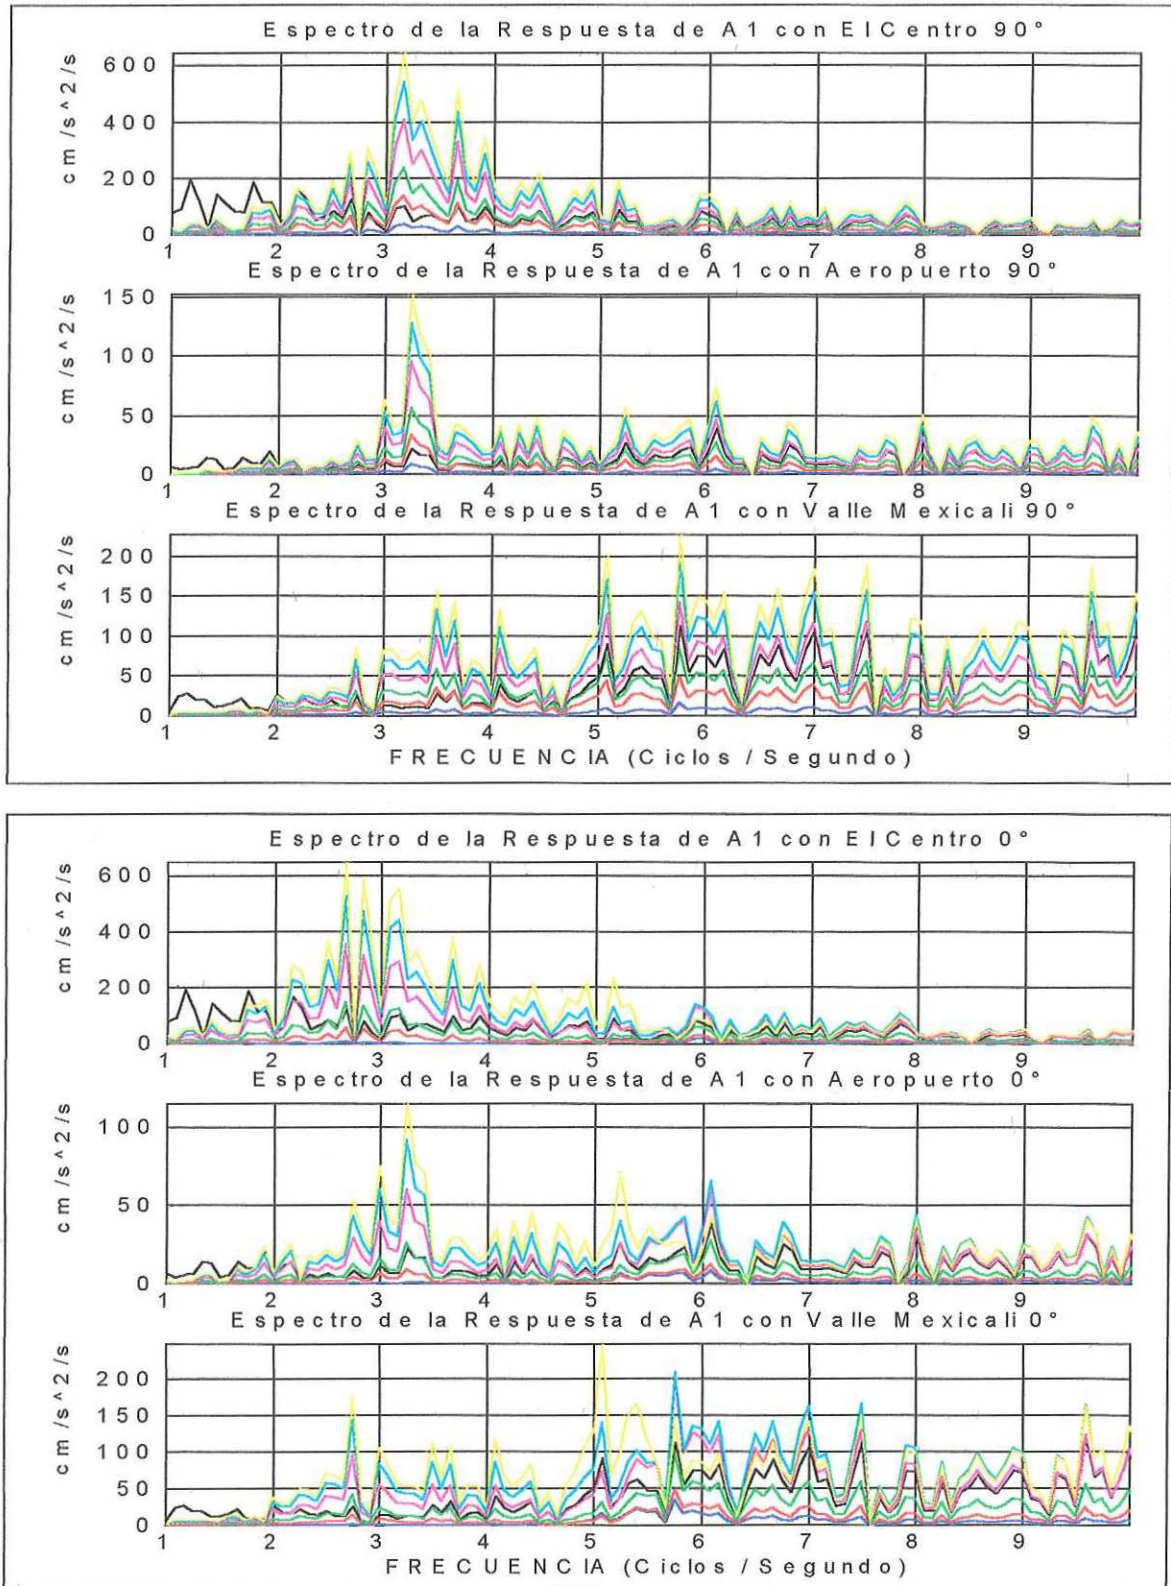 Espectro de la Respuesta de A1 con ElCentro 90°
cm/s^2/s
600
400
200
0
1 2 3 4 5 6 7 8 9
Espectro de la Respuesta de A1 con Aeropuerto 90°
cm/s^2/s
150
100
50
0
1 2 3 4 5 6 7 8 9
Espectro de la Respuesta de A1 con Valle Mexicali 90°
cm/s^2/s
200
150
100
50
0
1 2 3 4 5 6 7 8 9
FRECUENCIA (Ciclos / Segundo)
Espectro de la Respuesta de A1 con ElCentro 0°
cm/s^2/s
600
400
200
0
1 2 3 4 5 6 7 8 9
Espectro de la Respuesta de A1 con Aeropuerto 0°
cm/s^2/s
100
50
0
1 2 3 4 5 6 7 8 9
Espectro de la Respuesta de A1 con Valle Mexicali 0°
cm/s^2/s
200
150
100
50
0
1 2 3 4 5 6 7 8 9
FRECUENCIA (Ciclos / Segundo)